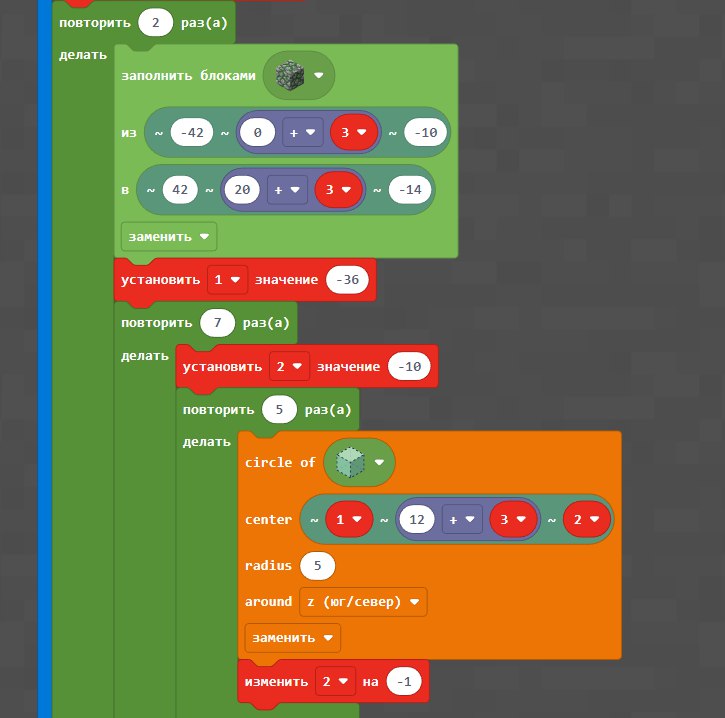 повторить 2 раз(а)
делать
заполнить блоками
из ~ -42 ~ 0 + 3 ~ -10
в ~ 42 ~ 20 + 3 ~ -14
заменить
установить 1 значение -36
повторить 7 раз(а)
делать
установить 2 значение -10
повторить 5 раз(а)
делать
circle of
center ~ 1 ~ 12 + 3 ~ 2
radius 5
around z (юг/север)
заменить
изменить 2 на -1